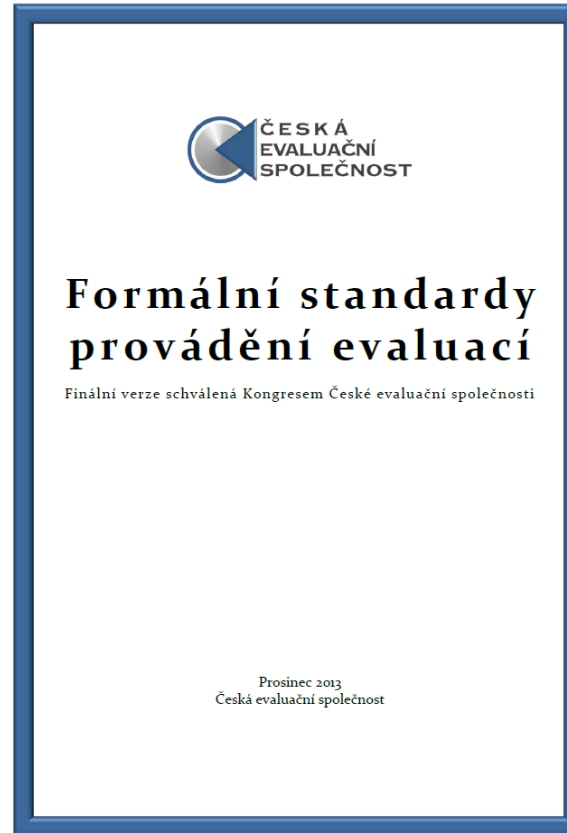 ČESKÁ
EVALUAČNÍ
SPOLEČNOST
Formální standardy
provádění evaluací
Finální verze schválená Kongresem České evaluační společnosti
Prosinec 2013
Česká evaluační společnost